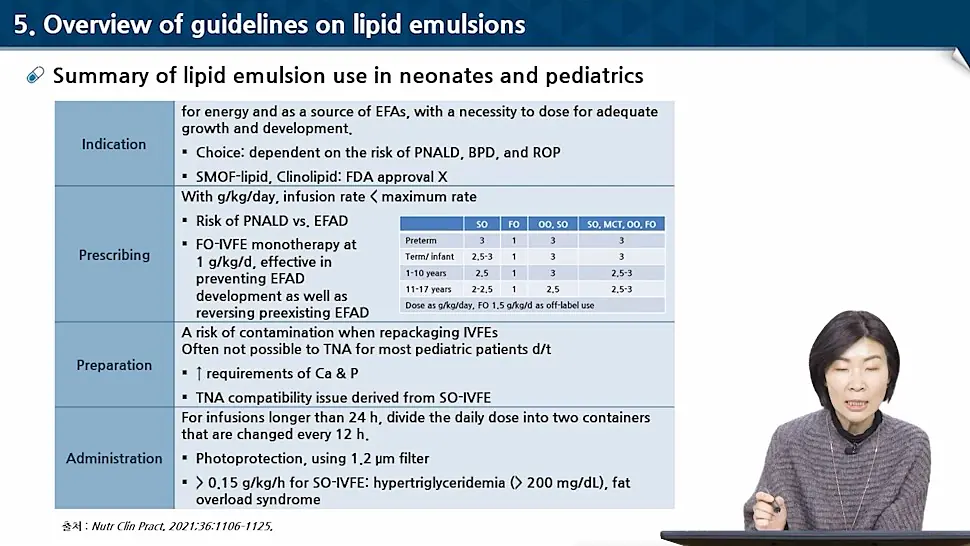 5. Overview of guidelines on lipid emulsions
Summary of lipid emulsion use in neonates and pediatrics
Indication
for energy and as a source of EFAs, with a necessity to dose for adequate
growth and development.
▪ Choice: dependent on the risk of PNALD, BPD, and ROP
▪ SMOF-lipid, Clinolipid: FDA approval X
Prescribing
With g/kg/day, infusion rate < maximum rate
▪ Risk of PNALD vs. EFAD
▪ FO-IVFE monotherapy at
1 g/kg/d, effective in
preventing EFAD
development as well as
reversing preexisting EFAD
SO FO OO, SO SO, MCT, OO, FO
Preterm 3 1 3 3
Term/ infant 2.5-3 1 3 3
1-10 years 2.5 1 3 2.5-3
11-17 years 2-2.5 1 2.5 2.5-3
Dose as g/kg/day, FO 1.5 g/kg/d as off-label use
Preparation
A risk of contamination when repackaging IVFEs
Often not possible to TNA for most pediatric patients d/t
▪ ↑ requirements of Ca & P
▪ TNA compatibility issue derived from SO-IVFE
Administration
For infusions longer than 24 h, divide the daily dose into two containers
that are changed every 12 h.
▪ Photoprotection, using 1.2 μm filter
▪ > 0.15 g/kg/h for SO-IVFE: hypertriglyceridemia (> 200 mg/dL), fat
overload syndrome
출처 : Nutr Clin Pract. 2021;36:1106-1125.